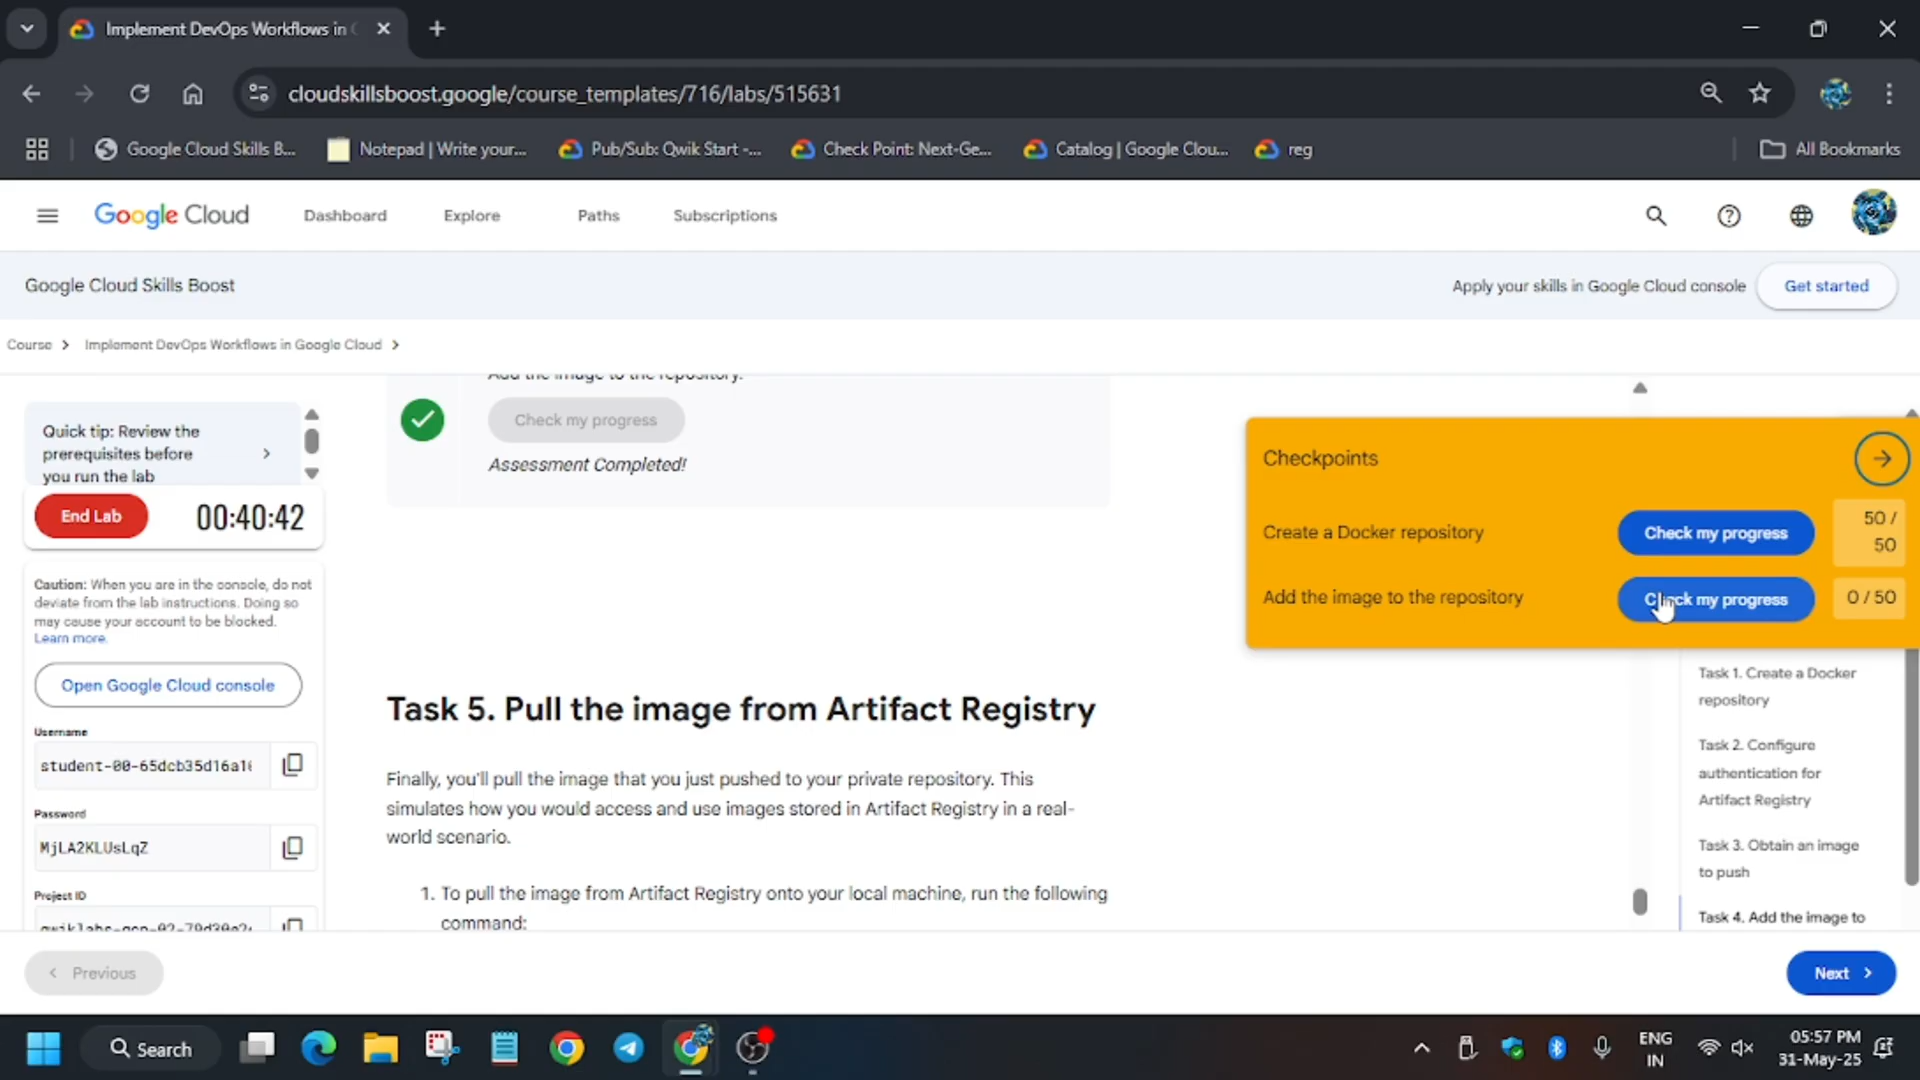 Implement DevOps Workflows in
cloudskillsboost.google/course_templates/716/labs/515631
Google Cloud Skills B...
Notepad | Write your...
Pub/Sub: Qwik Start -...
Check Point: Next-Ge...
Catalog | Google Clou...
reg
All Bookmarks
Google Cloud
Dashboard
Explore
Paths
Subscriptions
Google Cloud Skills Boost
Apply your skills in Google Cloud console
Get started
Course > Implement DevOps Workflows in Google Cloud >
Add the image to the repository.
Check my progress
Assessment Completed!
Quick tip: Review the
prerequisites before
you run the lab
End Lab
00:40:42
Caution: When you are in the console, do not
deviate from the lab instructions. Doing so
may cause your account to be blocked.
Learn more.
Open Google Cloud console
Username
student-00-65dcb35d16a1
Password
MjLA2KLUsLqZ
Project ID
Checkpoints
Create a Docker repository
Check my progress
50 /
50
Add the image to the repository
Check my progress
0 / 50
Task 5. Pull the image from Artifact Registry
Finally, you'll pull the image that you just pushed to your private repository. This
simulates how you would access and use images stored in Artifact Registry in a real-
world scenario.
1. To pull the image from Artifact Registry onto your local machine, run the following
command:
Task 1. Create a Docker
repository
Task 2. Configure
authentication for
Artifact Registry
Task 3. Obtain an image
to push
Task 4. Add the image to
< Previous
Next >
Search
ENG
IN
05:57 PM
31-May-25